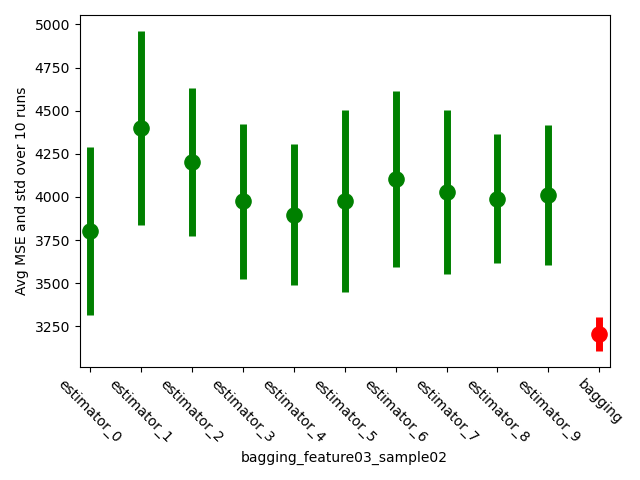 5000
4750
4500
4250
4000
3750
3500
3250
Avg MSE and std over 10 runs
estimator_0
estimator_1
estimator_2
estimator_3
estimator_4
estimator_5
estimator_6
estimator_7
estimator_8
estimator_9
bagging
bagging_feature03_sample02